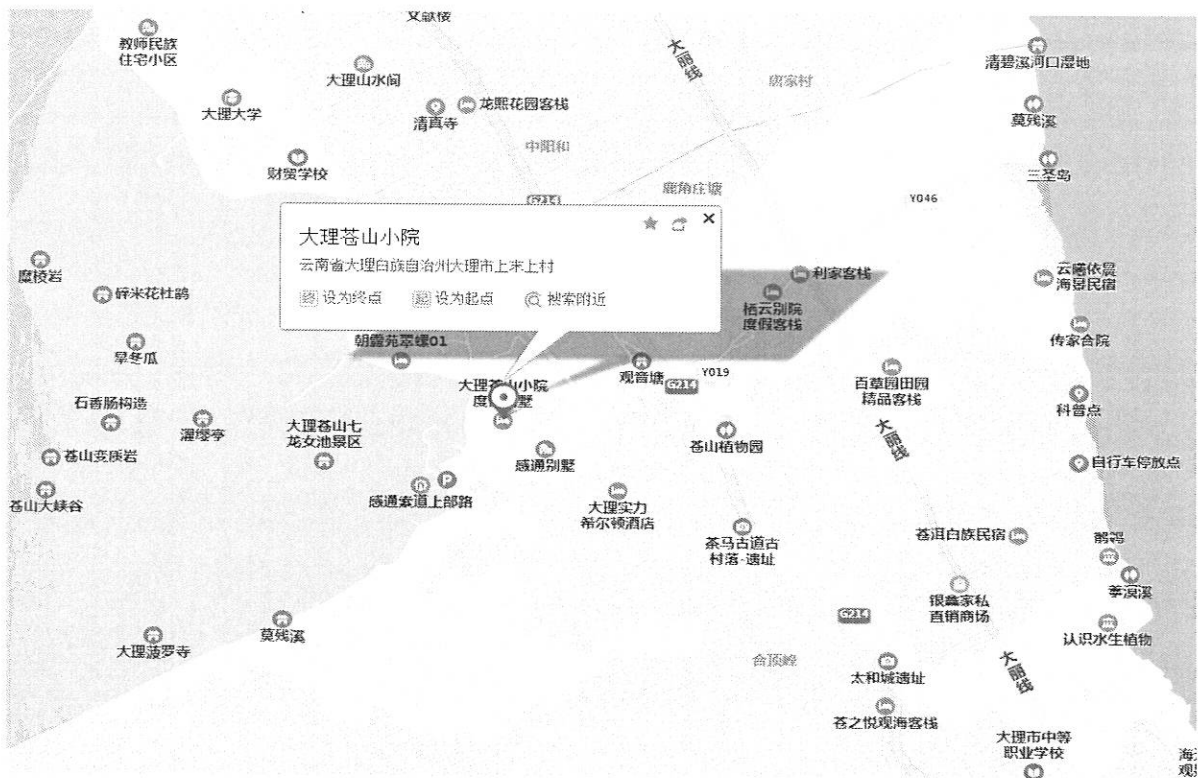 文献楼
教师民族
住宅小区
大理山水间
大丽线
唐家村
清碧溪河口湿地
大理大学
清真寺
龙熙花园客栈
莫残溪
财贸学校
中阳和
三圣岛
鹿角庄塘
G214
Y046
大理苍山小院
云南省大理白族自治州大理市上末上村
设为终点
设为起点
搜索附近
度棱岩
碎米花杜鹃
利家客栈
栖云别院
度假客栈
云曦依晨
海景民宿
旱冬瓜
朝露苑翠螺01
传家合院
观音塘
Y019
G214
百草园田园
精品客栈
大理苍山小院
石香肠构造
科普点
濯缨亭
大理苍山七
龙女池景区
苍山植物园
大丽线
苍山变质岩
感通别墅
自行车停放点
苍山大峡谷
感通索道上部路
大理实力
希尔顿酒店
茶马古道古
村落-遗址
苍洱白族民宿
鹡鸰
银鑫家私
直销商场
葶溟溪
G214
莫残溪
大理菠罗寺
认识水生植物
合顶峰
太和城遗址
大丽线
苍之悦观海客栈
大理市中等
职业学校